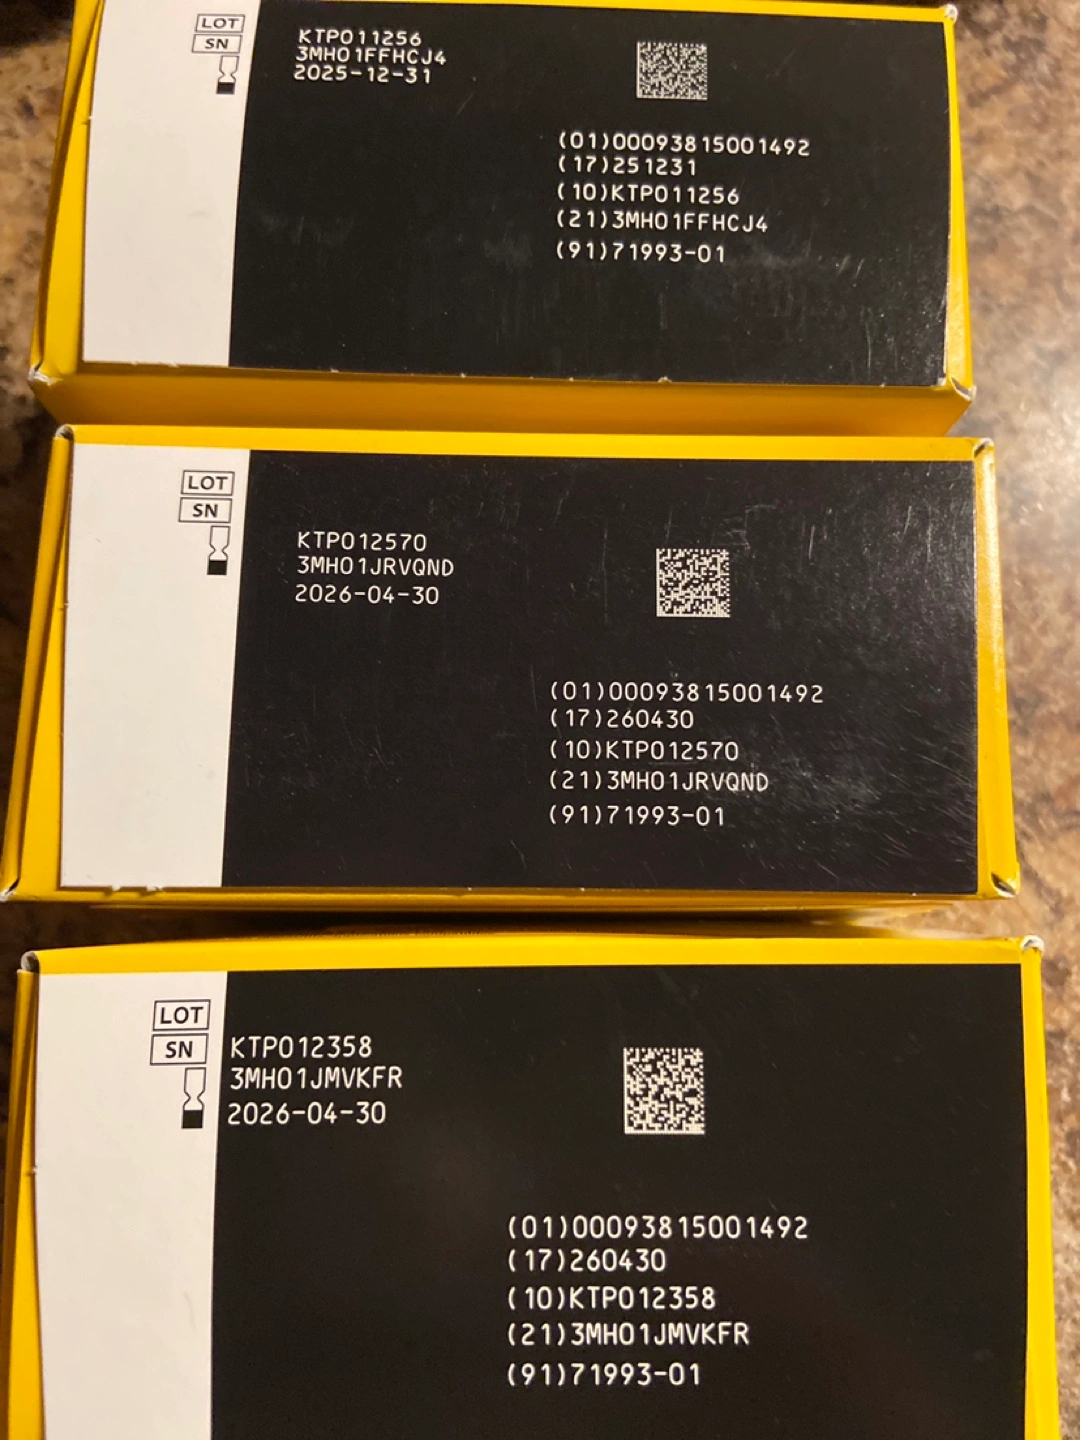 LOT
SN
KTP011256
3MH01FFHCJ4
2025-12-31
(01)00093815001492
(17)251231
(10)KTP011256
(21)3MH01FFHCJ4
(91)71993-01
LOT
SN
KTP012570
3MH01JRVQND
2026-04-30
(01)00093815001492
(17)260430
(10)KTP012570
(21)3MH01JRVQND
(91)71993-01
LOT
SN
KTP012358
3MH01JMVKFR
2026-04-30
(01)00093815001492
(17)260430
(10)KTP012358
(21)3MH01JMVKFR
(91)71993-01